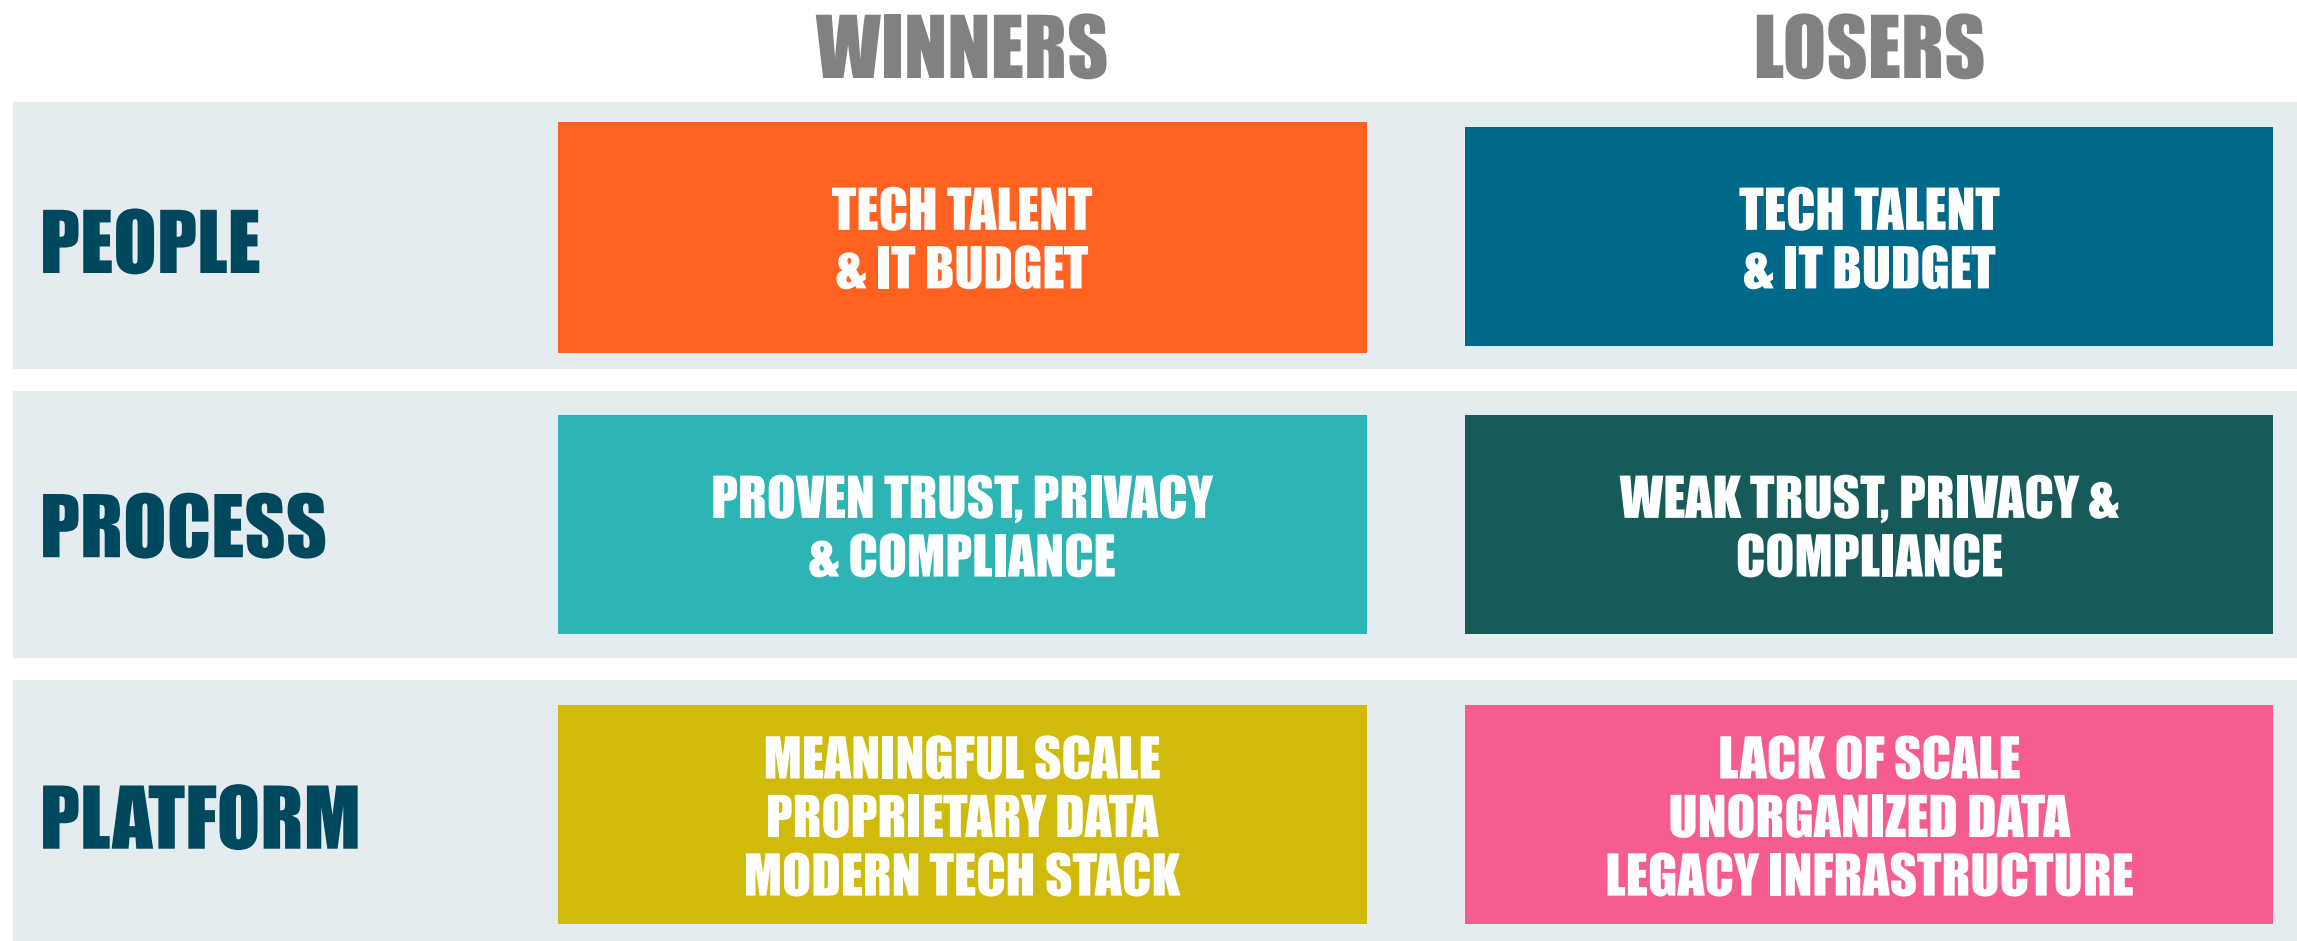 WINNERS
LOSERS
PEOPLE
TECH TALENT
& IT BUDGET
TECH TALENT
& IT BUDGET
PROCESS
PROVEN TRUST, PRIVACY
& COMPLIANCE
WEAK TRUST, PRIVACY &
COMPLIANCE
PLATFORM
MEANINGFUL SCALE
PROPRIETARY DATA
MODERN TECH STACK
LACK OF SCALE
UNORGANIZED DATA
LEGACY INFRASTRUCTURE